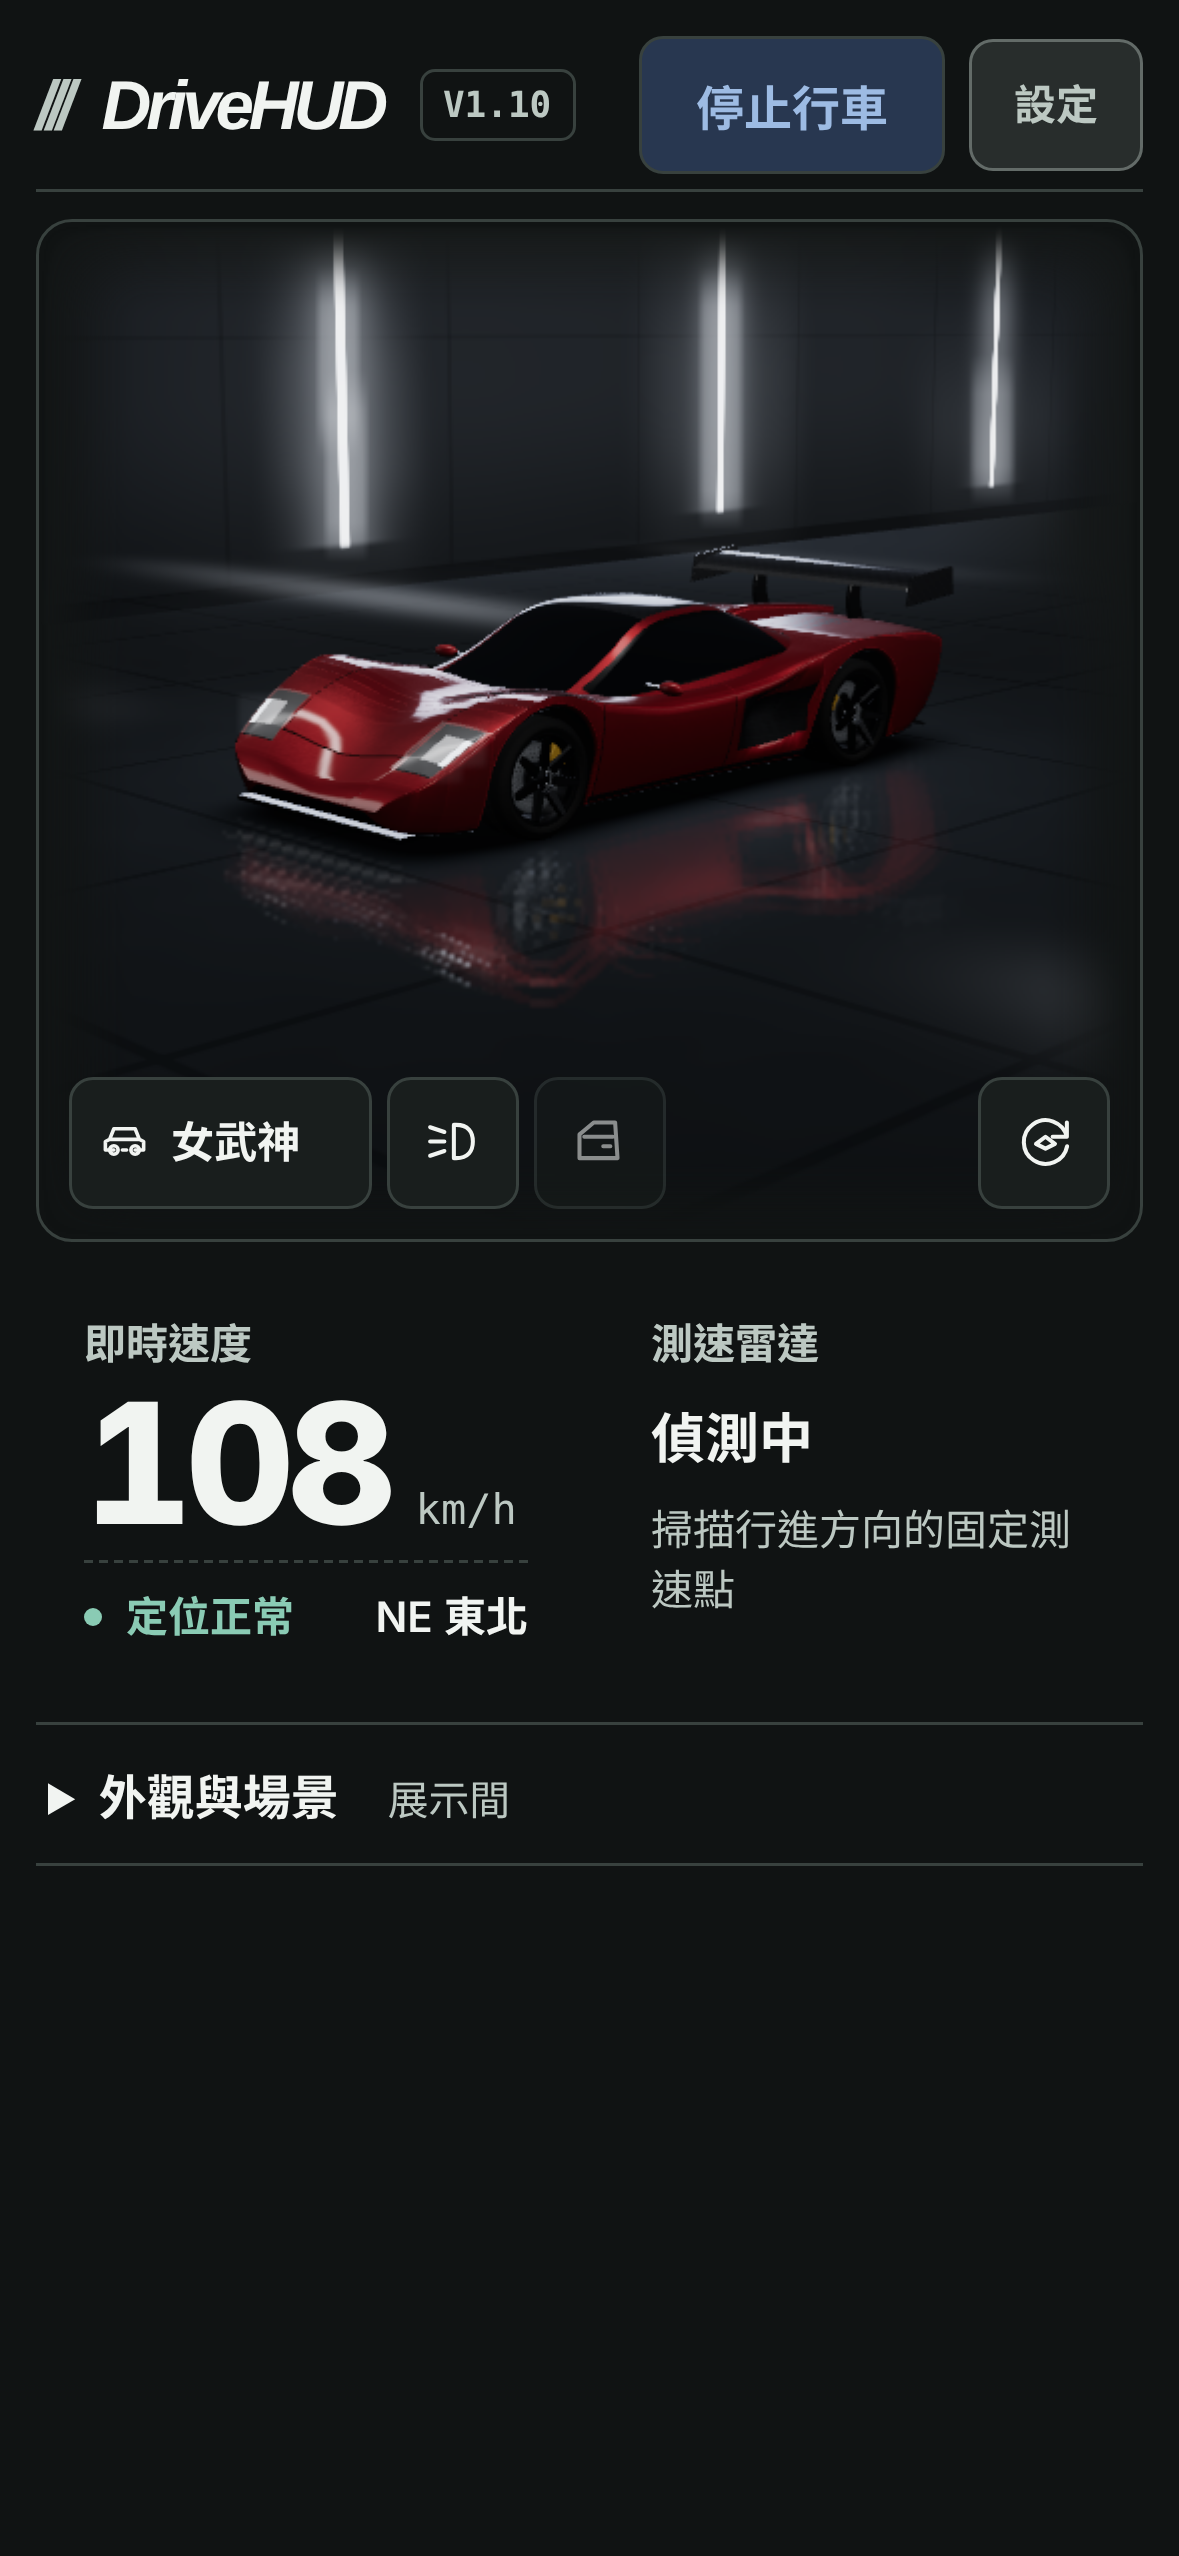 DriveHUD
V1.10
停止行車
設定
女武神
即時速度
108 km/h
定位正常
NE 東北
測速雷達
偵測中
掃描行進方向的固定測
速點
外觀與場景
展示間